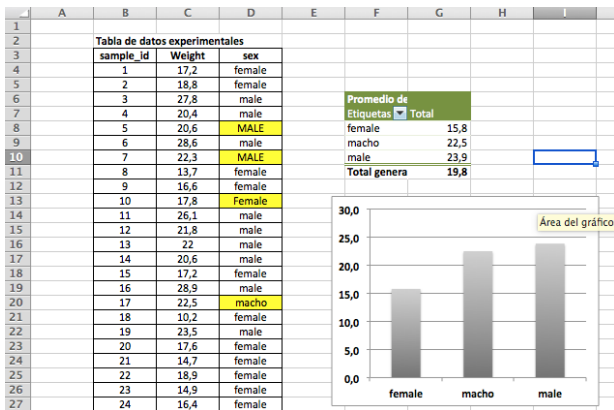 A B C D E F G H I
1
2 Tabla de datos experimentales
3 sample_id Weight sex
4 1 17,2 female
5 2 18,8 female
6 3 27,8 male Promedio de
7 4 20,4 male Etiquetas Total
8 5 20,6 MALE female 15,8
9 6 28,6 male macho 22,5
10 7 22,3 MALE male 23,9
11 8 13,7 female Total genera 19,8
12 9 16,6 female
13 10 17,8 Female
14 11 26,1 male
15 12 21,8 male
16 13 22 male
17 14 20,6 male
18 15 17,2 female
19 16 28,9 male
20 17 22,5 macho
21 18 10,2 female
22 19 23,5 male
23 20 17,6 female
24 21 14,7 female
25 22 18,9 female
26 23 14,9 female
27 24 16,4 female
30,0
Área del gráfico
25,0
20,0
15,0
10,0
5,0
0,0
female macho male